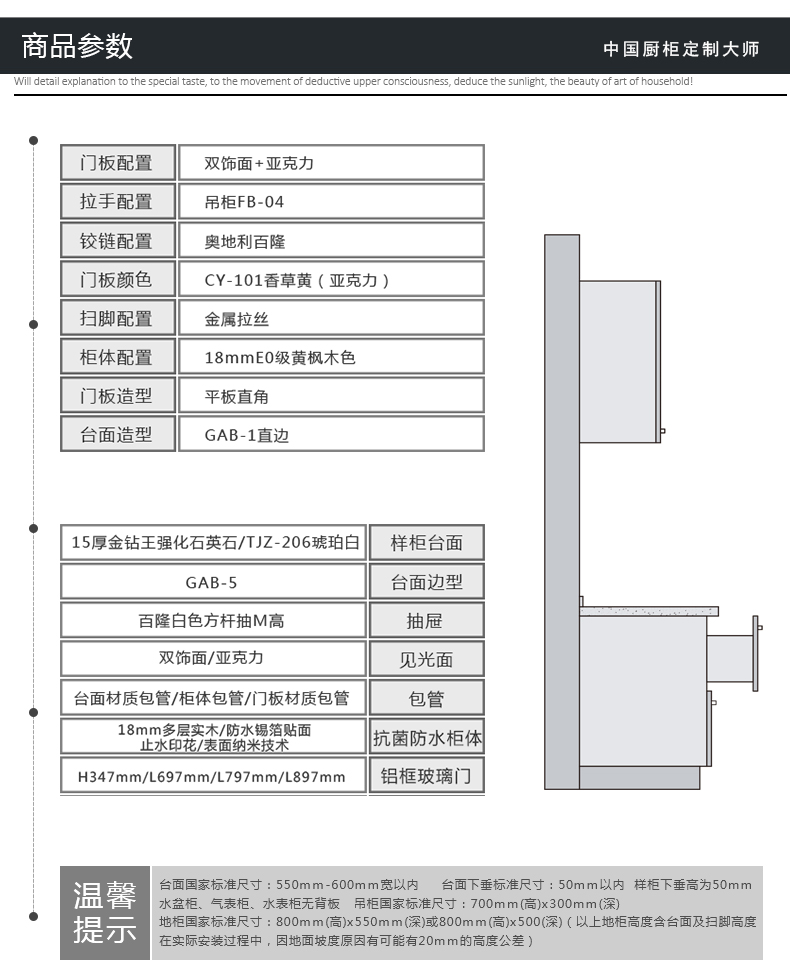 商品参数
中国厨柜定制大师
Will detail explanation to the special taste, to the movement of deductive upper consciousness, deduce the sunlight, the beauty of art of household!
门板配置 双饰面+亚克力
拉手配置 吊柜FB-04
铰链配置 奥地利百隆
门板颜色 CY-101香草黄（亚克力）
扫脚配置 金属拉丝
柜体配置 18mmE0级黄枫木色
门板造型 平板直角
台面造型 GAB-1直边
15厚金钻王强化石英石/TJZ-206琥珀白 样柜台面
GAB-5 台面边型
百隆白色方杆抽M高 抽屉
双饰面/亚克力 见光面
台面材质包管/柜体包管/门板材质包管 包管
18mm多层实木/防水锡箔贴面
止水印花/表面纳米技术
抗菌防水柜体
H347mm/L697mm/L797mm/L897mm 铝框玻璃门
温馨
提示
台面国家标准尺寸：550mm-600mm宽以内 台面下垂标准尺寸：50mm以内 样柜下垂高为50mm
水盆柜、气表柜、水表柜无背板 吊柜国家标准尺寸：700mm(高)x300mm(深)
地柜国家标准尺寸：800mm(高)x550mm(深)或800mm(高)x500(深)（以上地柜高度含台面及扫脚高度
在实际安装过程中，因地面坡度原因有可能有20mm的高度公差）